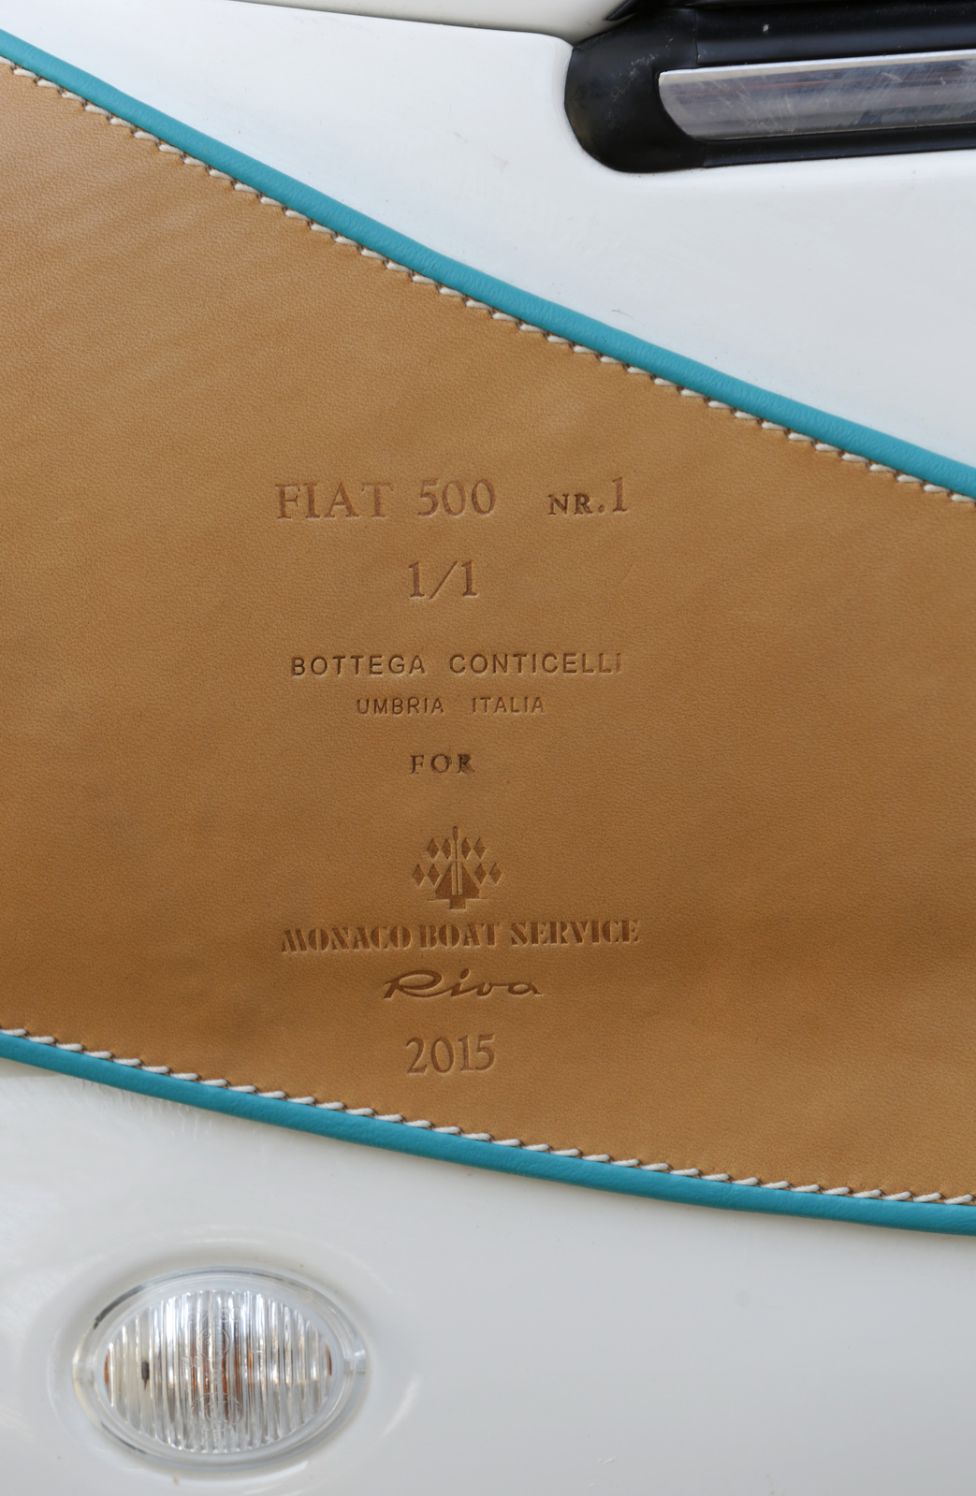 FIAT 500 NR.1
1/1
BOTTEGA CONTICELLI
UMBRIA ITALIA
FOR
MONACO BOAT SERVICE
Riva
2015